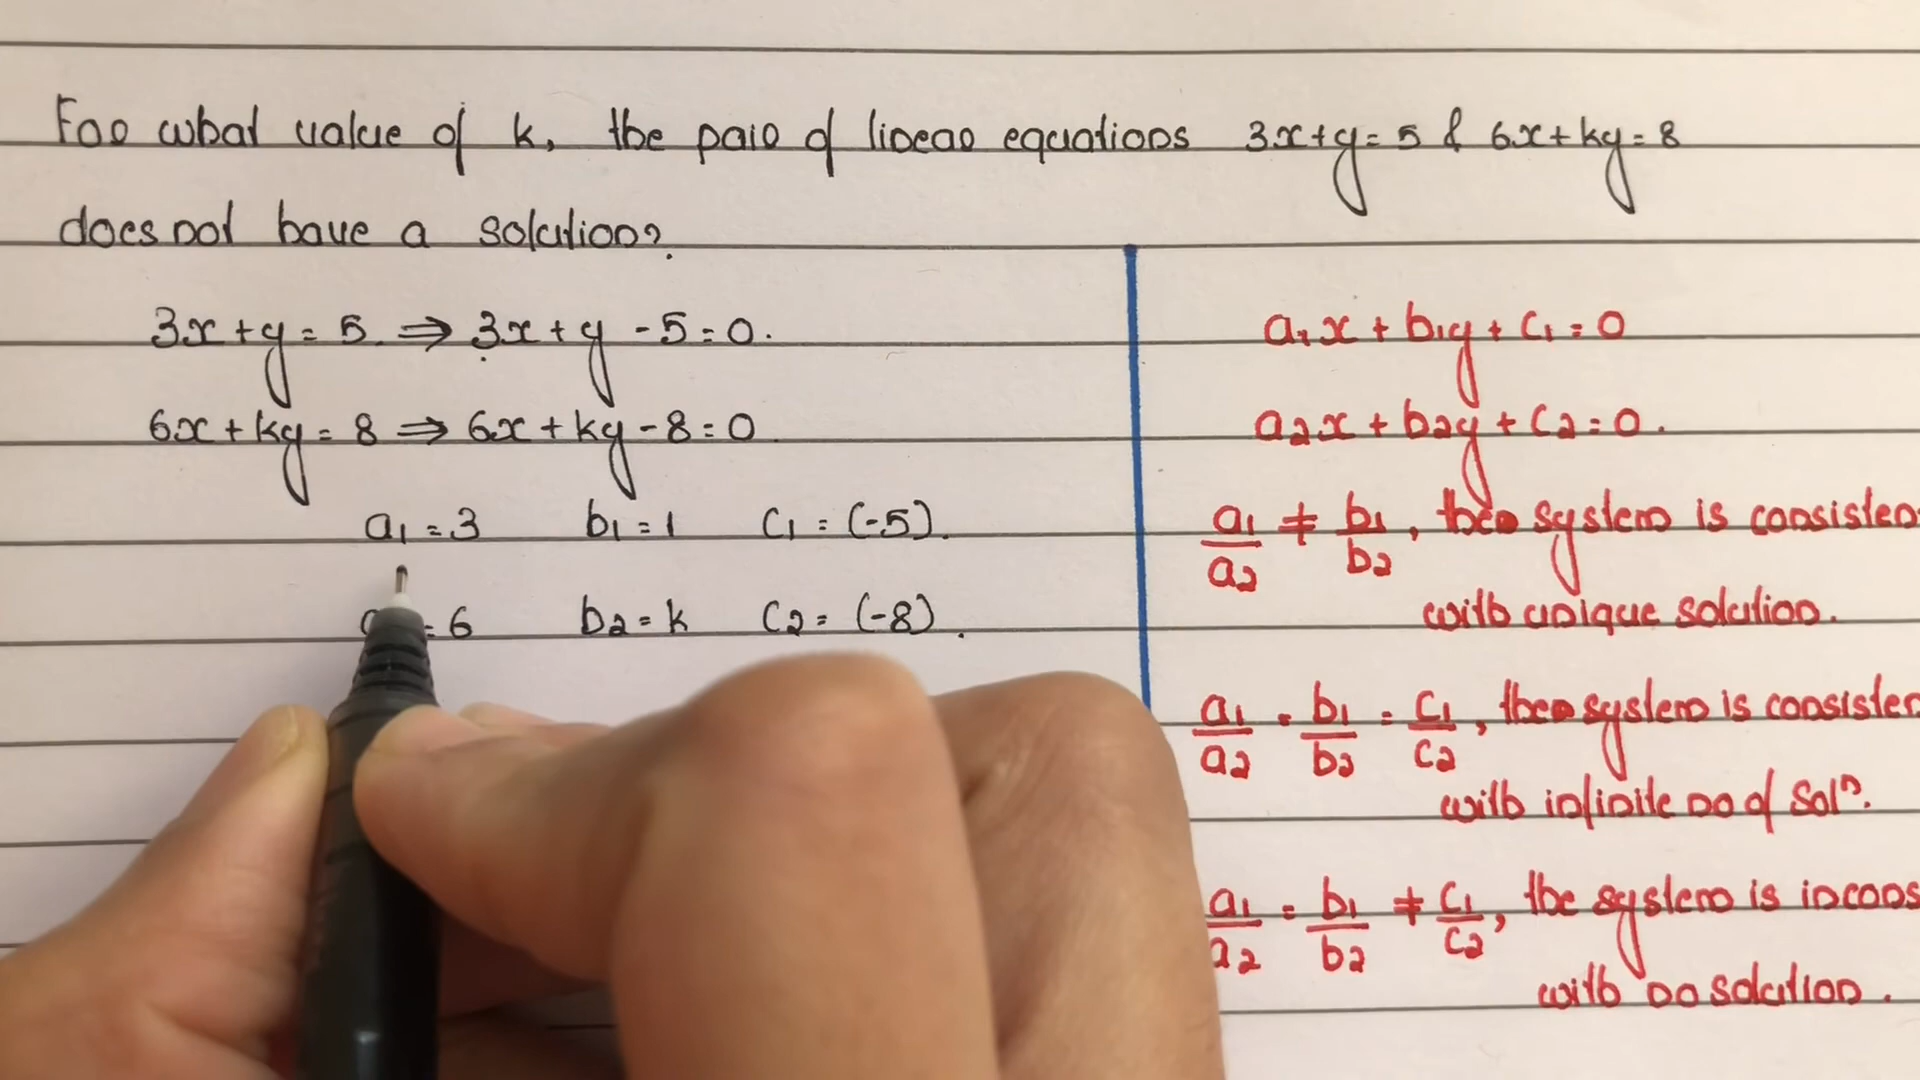 For what value of k, the pair of linear equations 3x+y=5 & 6x+ky=8
does not have a solution?
3x+y=5. ⇒ 3x+y-5=0.
6x+ky=8 ⇒ 6x+ky-8=0
a₁=3 b₁=1 c₁=(-5).
=6 b₂=k c₂=(-8).
a₁x+b₁y+c₁=0
a₂x+b₂y+c₂=0.
a₁/a₂ ≠ b₁/b₂, then system is consisten
with unique solution.
a₁/a₂ = b₁/b₂ = c₁/c₂, then system is consisten
with infinite no of solⁿ.
a₁/a₂ = b₁/b₂ ≠ c₁/c₂, the system is incons
with no solution.